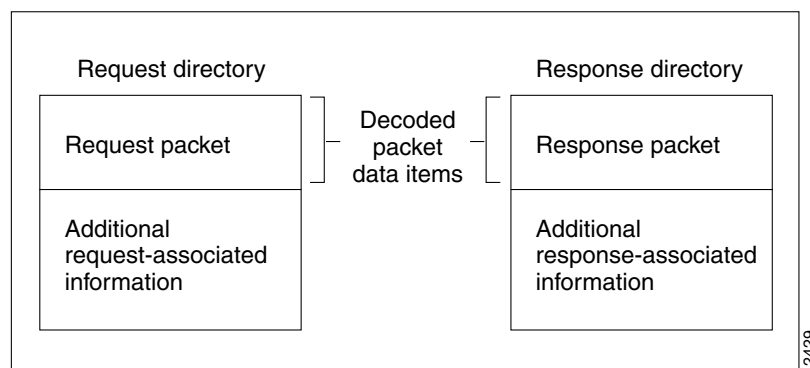 Request directory
Response directory
Request packet
Decoded
packet
data items
Response packet
Additional
request-associated
information
Additional
response-associated
information